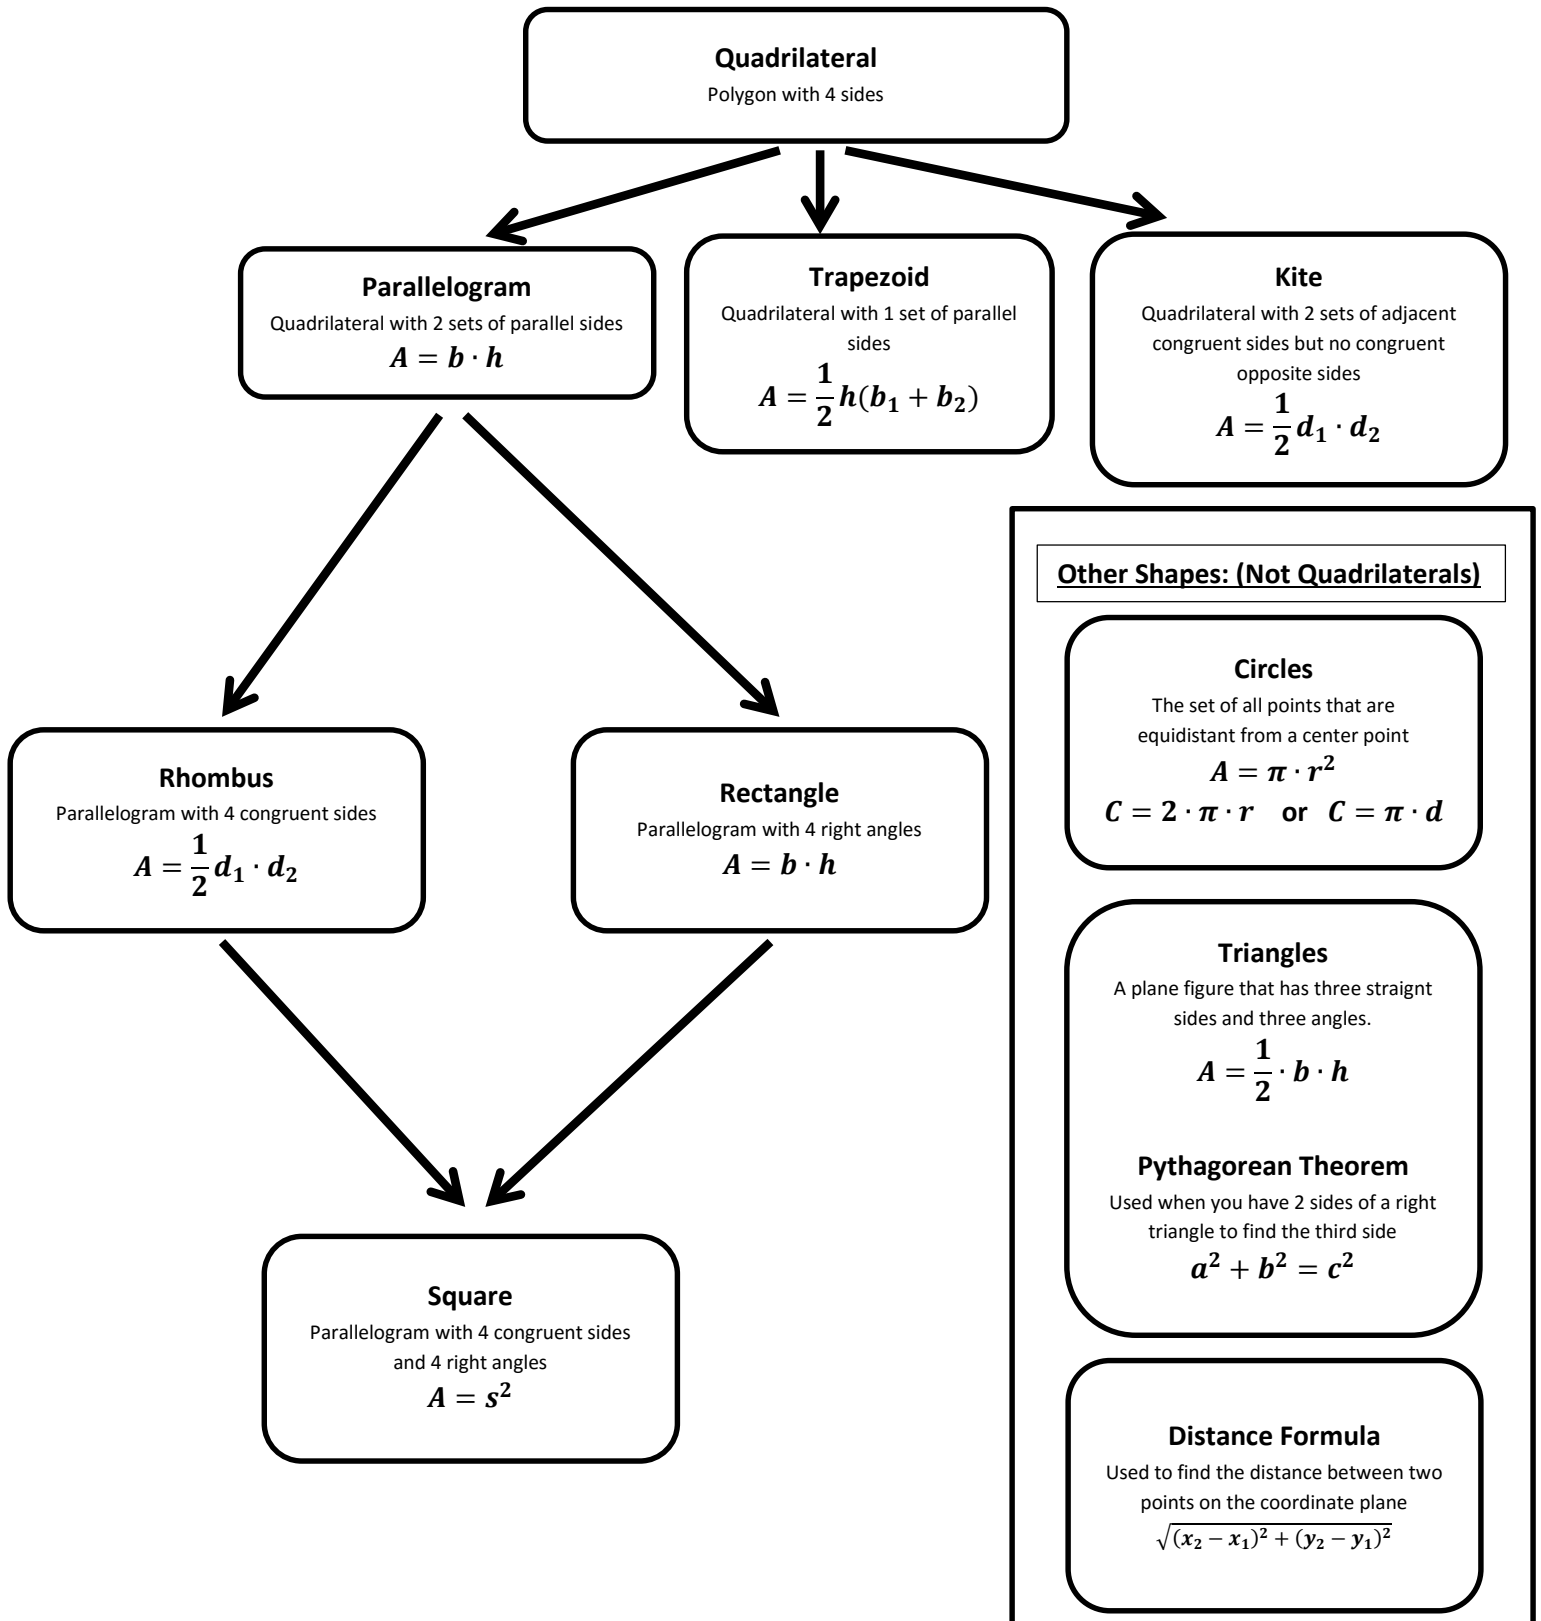 Quadrilateral
Polygon with 4 sides
Parallelogram
Quadrilateral with 2 sets of parallel sides
A = b · h
Trapezoid
Quadrilateral with 1 set of parallel
sides
A = 1/2 h(b₁ + b₂)
Kite
Quadrilateral with 2 sets of adjacent
congruent sides but no congruent
opposite sides
A = 1/2 d₁ · d₂
Rhombus
Parallelogram with 4 congruent sides
A = 1/2 d₁ · d₂
Rectangle
Parallelogram with 4 right angles
A = b · h
Square
Parallelogram with 4 congruent sides
and 4 right angles
A = s²
Other Shapes: (Not Quadrilaterals)
Circles
The set of all points that are
equidistant from a center point
A = π · r²
C = 2 · π · r or C = π · d
Triangles
A plane figure that has three straignt
sides and three angles.
A = 1/2 · b · h
Pythagorean Theorem
Used when you have 2 sides of a right
triangle to find the third side
a² + b² = c²
Distance Formula
Used to find the distance between two
points on the coordinate plane
√(x₂ − x₁)² + (y₂ − y₁)²